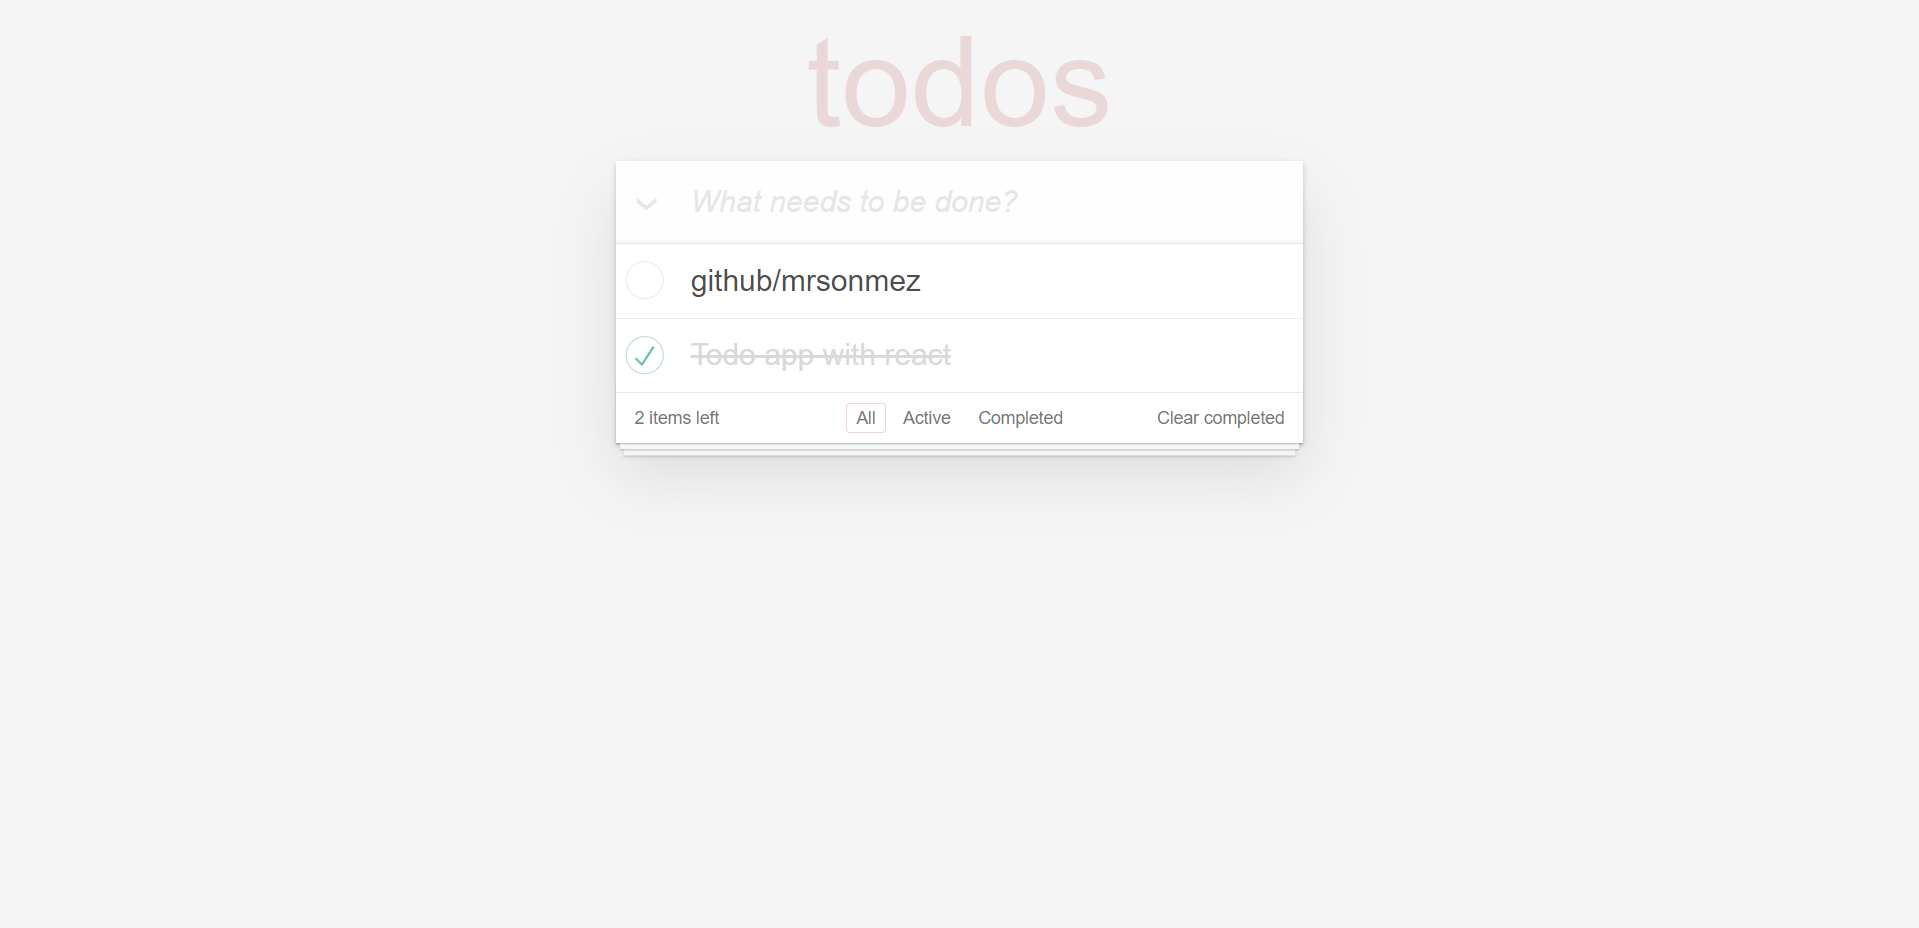 todos
What needs to be done?
github/mrsonmez
Todo app with react
2 items left All Active Completed Clear completed